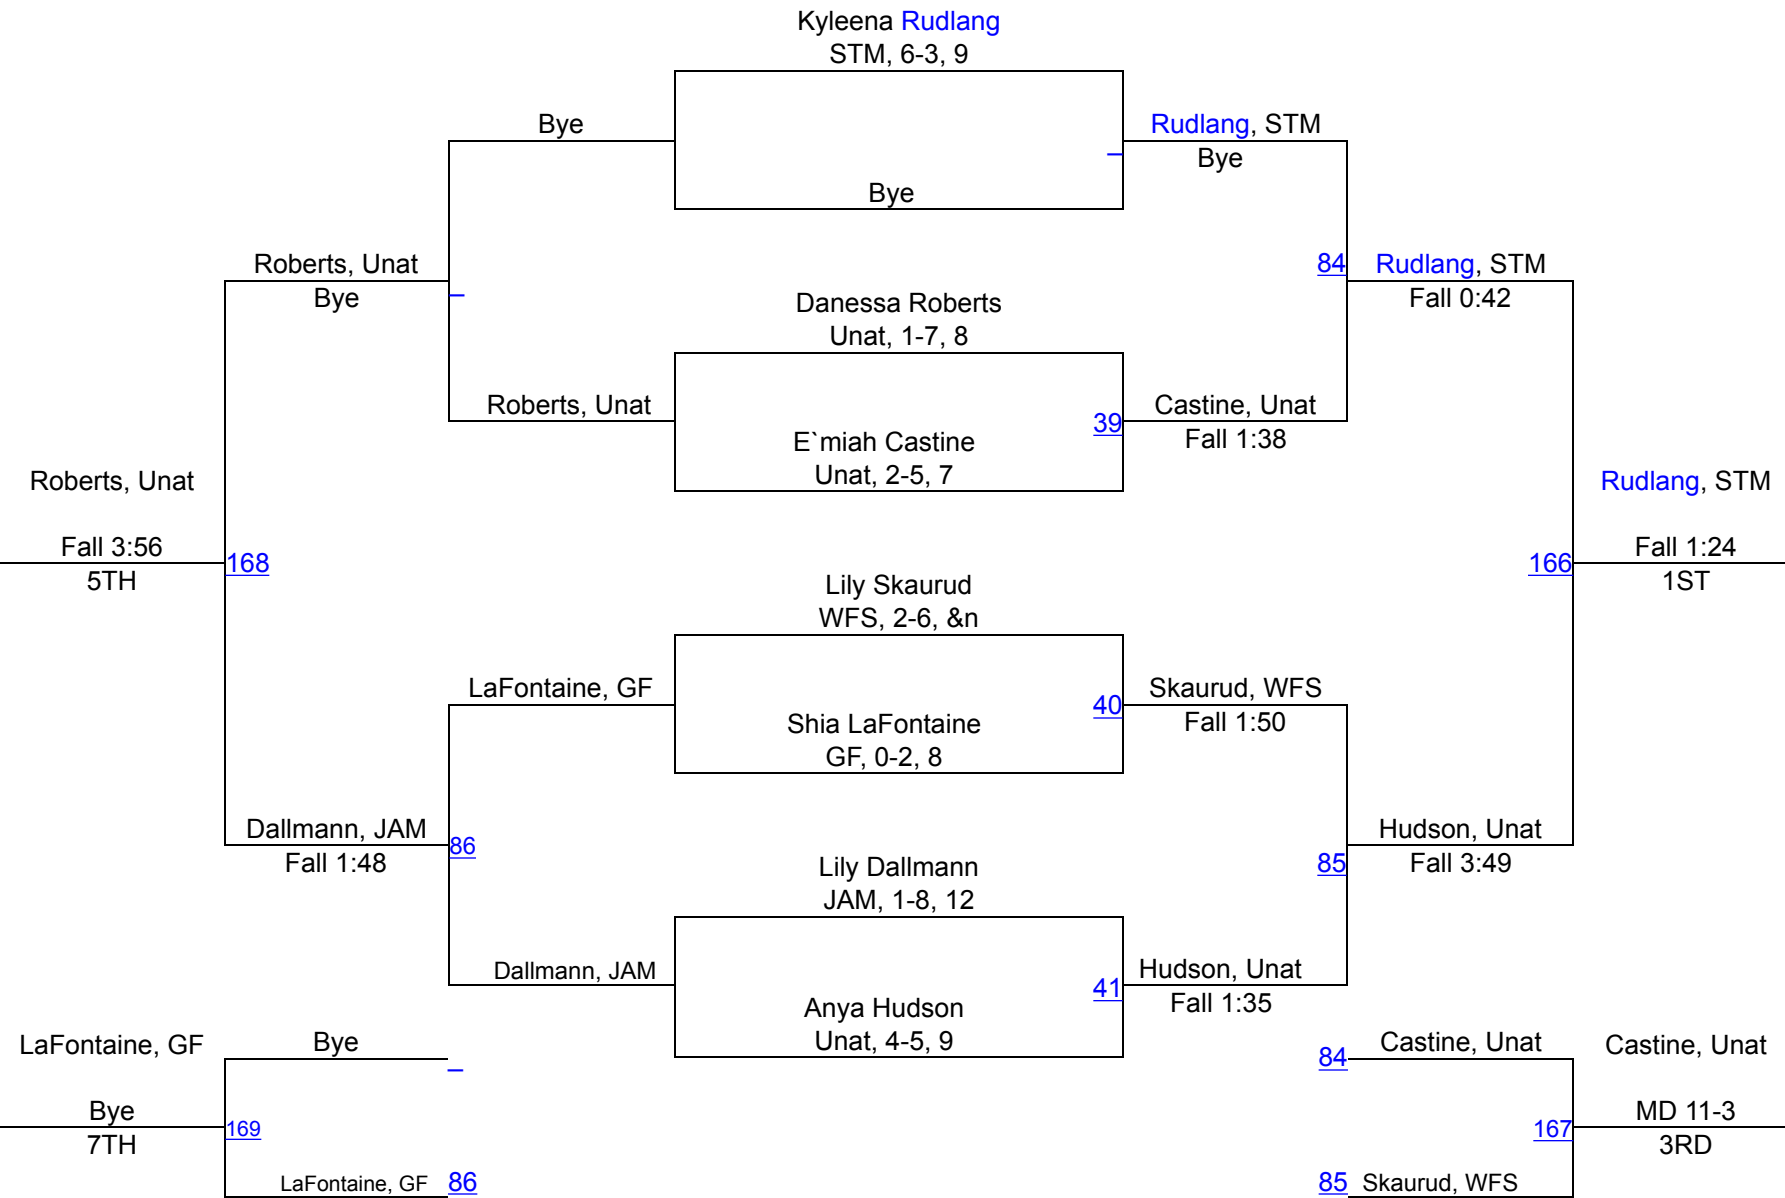 Kyleena Rudlang
STM, 6-3, 9
Bye
Rudlang, STM
Bye
Bye
Roberts, Unat
Bye
84
Rudlang, STM
Fall 0:42
Danessa Roberts
Unat, 1-7, 8
Roberts, Unat
39
Castine, Unat
Fall 1:38
E`miah Castine
Unat, 2-5, 7
Roberts, Unat
Fall 3:56
5TH
168
Rudlang, STM
166
Fall 1:24
1ST
Lily Skaurud
WFS, 2-6, &n
LaFontaine, GF
40
Skaurud, WFS
Fall 1:50
Shia LaFontaine
GF, 0-2, 8
Dallmann, JAM
Fall 1:48
86
85
Hudson, Unat
Fall 3:49
Lily Dallmann
JAM, 1-8, 12
Dallmann, JAM
41
Hudson, Unat
Fall 1:35
Anya Hudson
Unat, 4-5, 9
LaFontaine, GF
Bye
Bye
7TH
169
LaFontaine, GF 86
84
Castine, Unat
Castine, Unat
167
MD 11-3
3RD
85 Skaurud, WFS